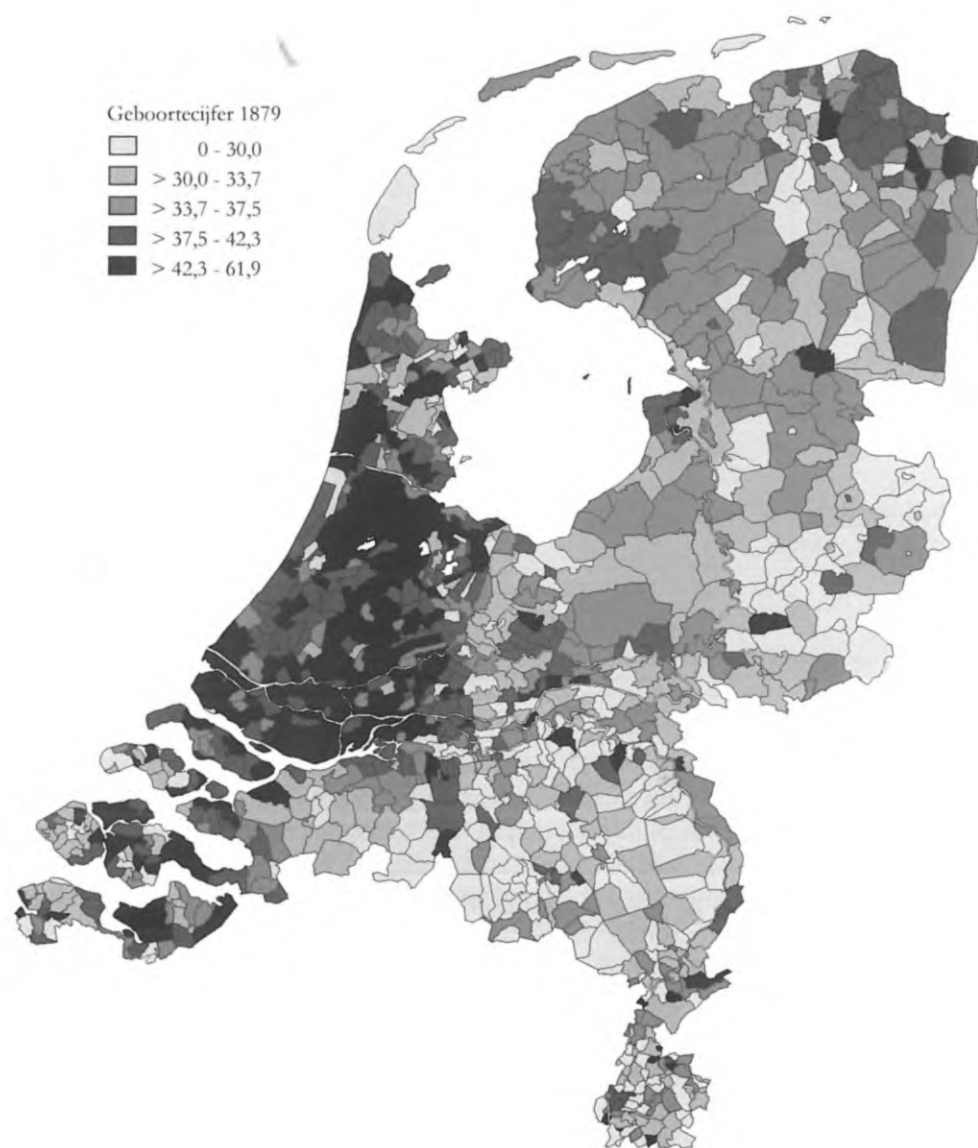 Geboortecijfer 1879
0 - 30,0
> 30,0 - 33,7
> 33,7 - 37,5
> 37,5 - 42,3
> 42,3 - 61,9